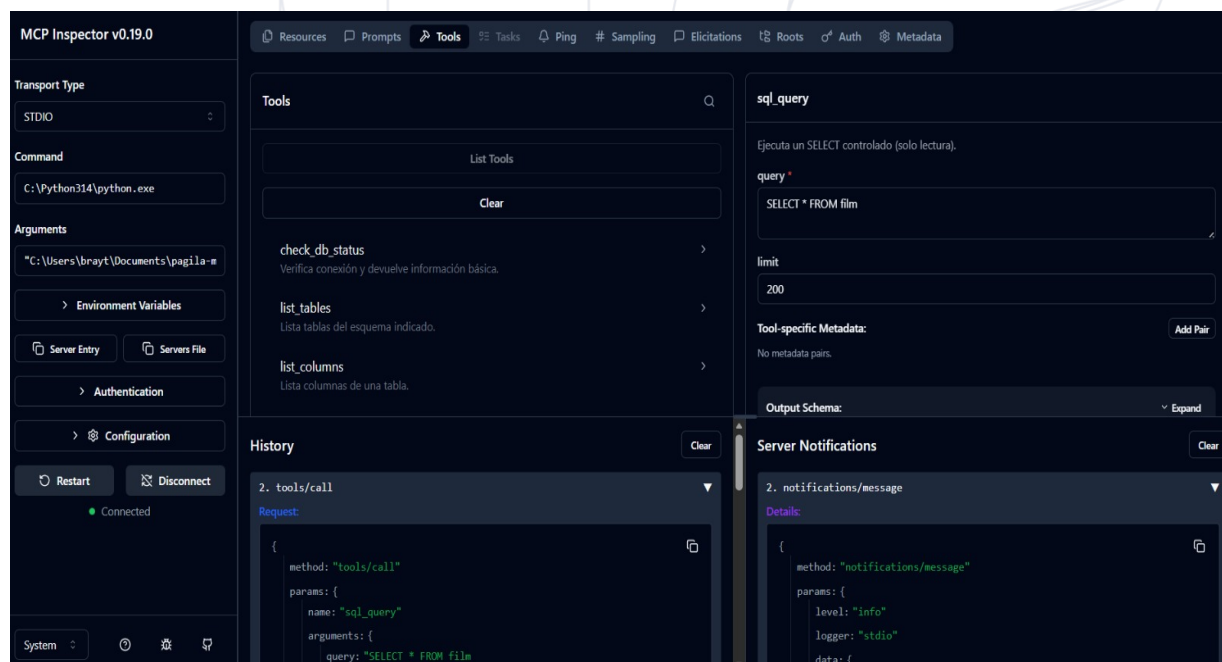 MCP Inspector v0.19.0
Transport Type
STDIO
Command
C:\Python314\python.exe
Arguments
"C:\Users\brayt\Documents\pagila-m
Environment Variables
Server Entry
Servers File
Authentication
Configuration
Restart
Disconnect
Connected
System
Resources
Prompts
Tools
Tasks
Ping
# Sampling
Elicitations
Roots
Auth
Metadata
Tools
List Tools
Clear
check_db_status
Verifica conexión y devuelve información básica.
list_tables
Lista tablas del esquema indicado.
list_columns
Lista columnas de una tabla.
sql_query
Ejecuta un SELECT controlado (solo lectura).
query *
SELECT * FROM film
limit
200
Tool-specific Metadata:
Add Pair
No metadata pairs.
Output Schema:
Expand
History
Clear
2. tools/call
Request:
{
method: "tools/call"
params: {
name: "sql_query"
arguments: {
query: "SELECT * FROM film
Server Notifications
Clear
2. notifications/message
Details:
{
method: "notifications/message"
params: {
level: "info"
logger: "stdio"
data: {